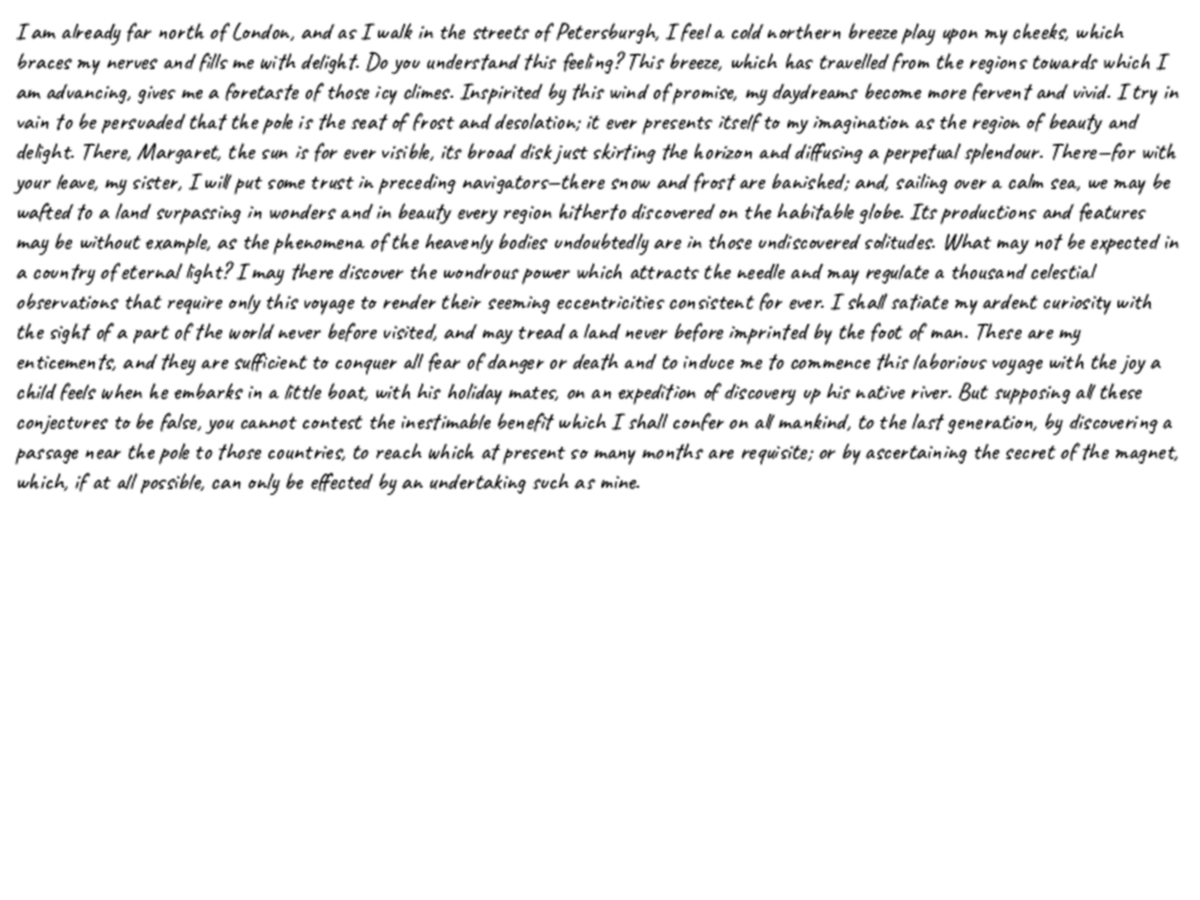 I am already far north of London, and as I walk in the streets of Petersburgh, I feel a cold northern breeze play upon my cheeks, which
braces my nerves and fills me with delight. Do you understand this feeling? This breeze, which has travelled from the regions towards which I
am advancing, gives me a foretaste of those icy climes. Inspirited by this wind of promise, my daydreams become more fervent and vivid. I try in
vain to be persuaded that the pole is the seat of frost and desolation; it ever presents itself to my imagination as the region of beauty and
delight. There, Margaret, the sun is for ever visible, its broad disk just skirting the horizon and diffusing a perpetual splendour. There—for with
your leave, my sister, I will put some trust in preceding navigators—there snow and frost are banished; and, sailing over a calm sea, we may be
wafted to a land surpassing in wonders and in beauty every region hitherto discovered on the habitable globe. Its productions and features
may be without example, as the phenomena of the heavenly bodies undoubtedly are in those undiscovered solitudes. What may not be expected in
a country of eternal light? I may there discover the wondrous power which attracts the needle and may regulate a thousand celestial
observations that require only this voyage to render their seeming eccentricities consistent for ever. I shall satiate my ardent curiosity with
the sight of a part of the world never before visited, and may tread a land never before imprinted by the foot of man. These are my
enticements, and they are sufficient to conquer all fear of danger or death and to induce me to commence this laborious voyage with the joy a
child feels when he embarks in a little boat, with his holiday mates, on an expedition of discovery up his native river. But supposing all these
conjectures to be false, you cannot contest the inestimable benefit which I shall confer on all mankind, to the last generation, by discovering a
passage near the pole to those countries, to reach which at present so many months are requisite; or by ascertaining the secret of the magnet,
which, if at all possible, can only be effected by an undertaking such as mine.